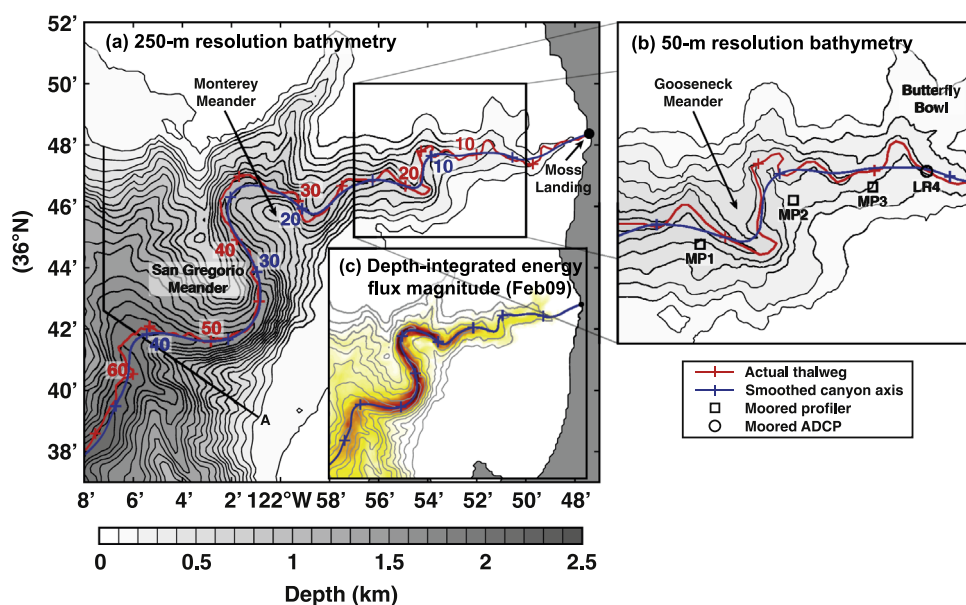 (a) 250-m resolution bathymetry
(b) 50-m resolution bathymetry
52’
50’
48’
46’
44’
42’
40’
38’
(36°N)
Monterey
Meander
San Gregorio
Meander
Moss
Landing
10
20
30
40
50
60
10
20
30
40
A
8’ 6’ 4’ 2’ 122°W 58’ 56’ 54’ 52’ 50’ 48’
(c) Depth-integrated energy
flux magnitude (Feb09)
Gooseneck
Meander
Butterfly
Bowl
MP1
MP2
MP3
LR4
Actual thalweg
Smoothed canyon axis
Moored profiler
Moored ADCP
0 0.5 1 1.5 2 2.5
Depth (km)